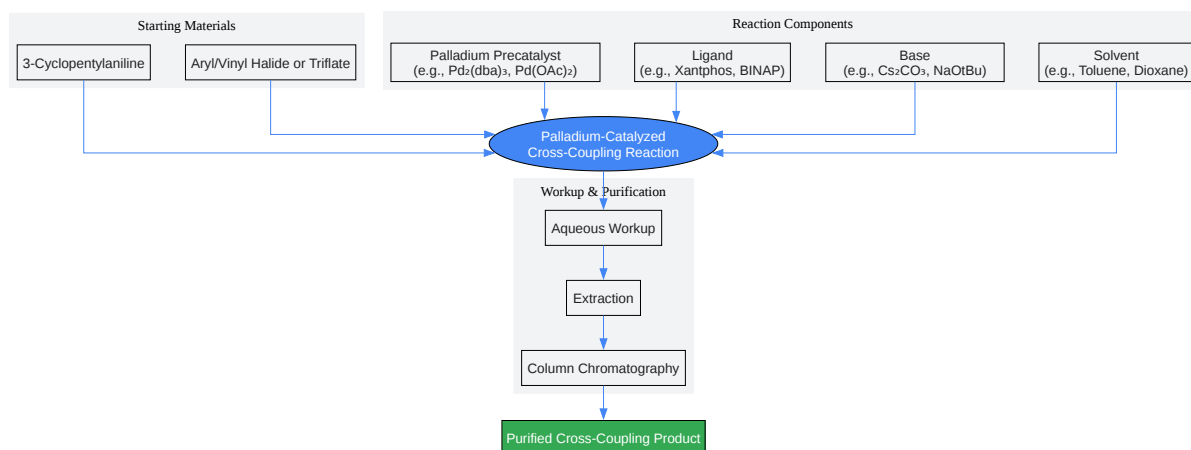 Starting Materials
Reaction Components
3-Cyclopentylaniline
Aryl/Vinyl Halide or Triflate
Palladium Precatalyst
(e.g., Pd₂(dba)₃, Pd(OAc)₂)
Ligand
(e.g., Xantphos, BINAP)
Base
(e.g., Cs₂CO₃, NaOtBu)
Solvent
(e.g., Toluene, Dioxane)
Palladium-Catalyzed
Cross-Coupling Reaction
Workup & Purification
Aqueous Workup
Extraction
Column Chromatography
Purified Cross-Coupling Product